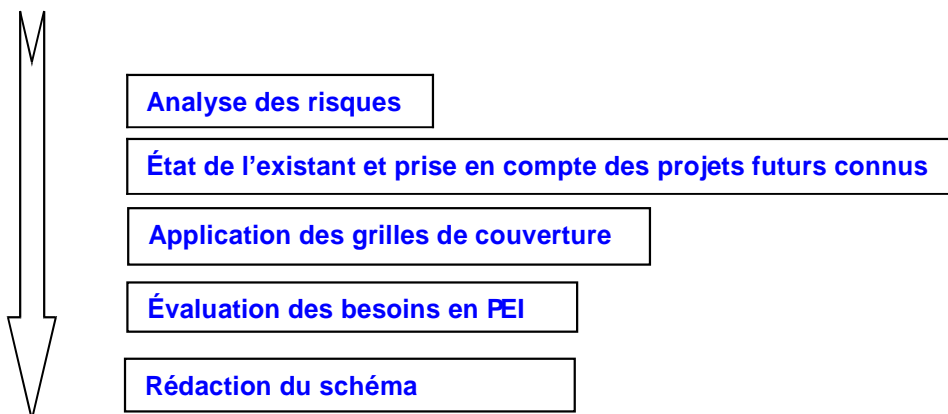 Analyse des risques
État de l’existant et prise en compte des projets futurs connus
Application des grilles de couverture
Évaluation des besoins en PEI
Rédaction du schéma